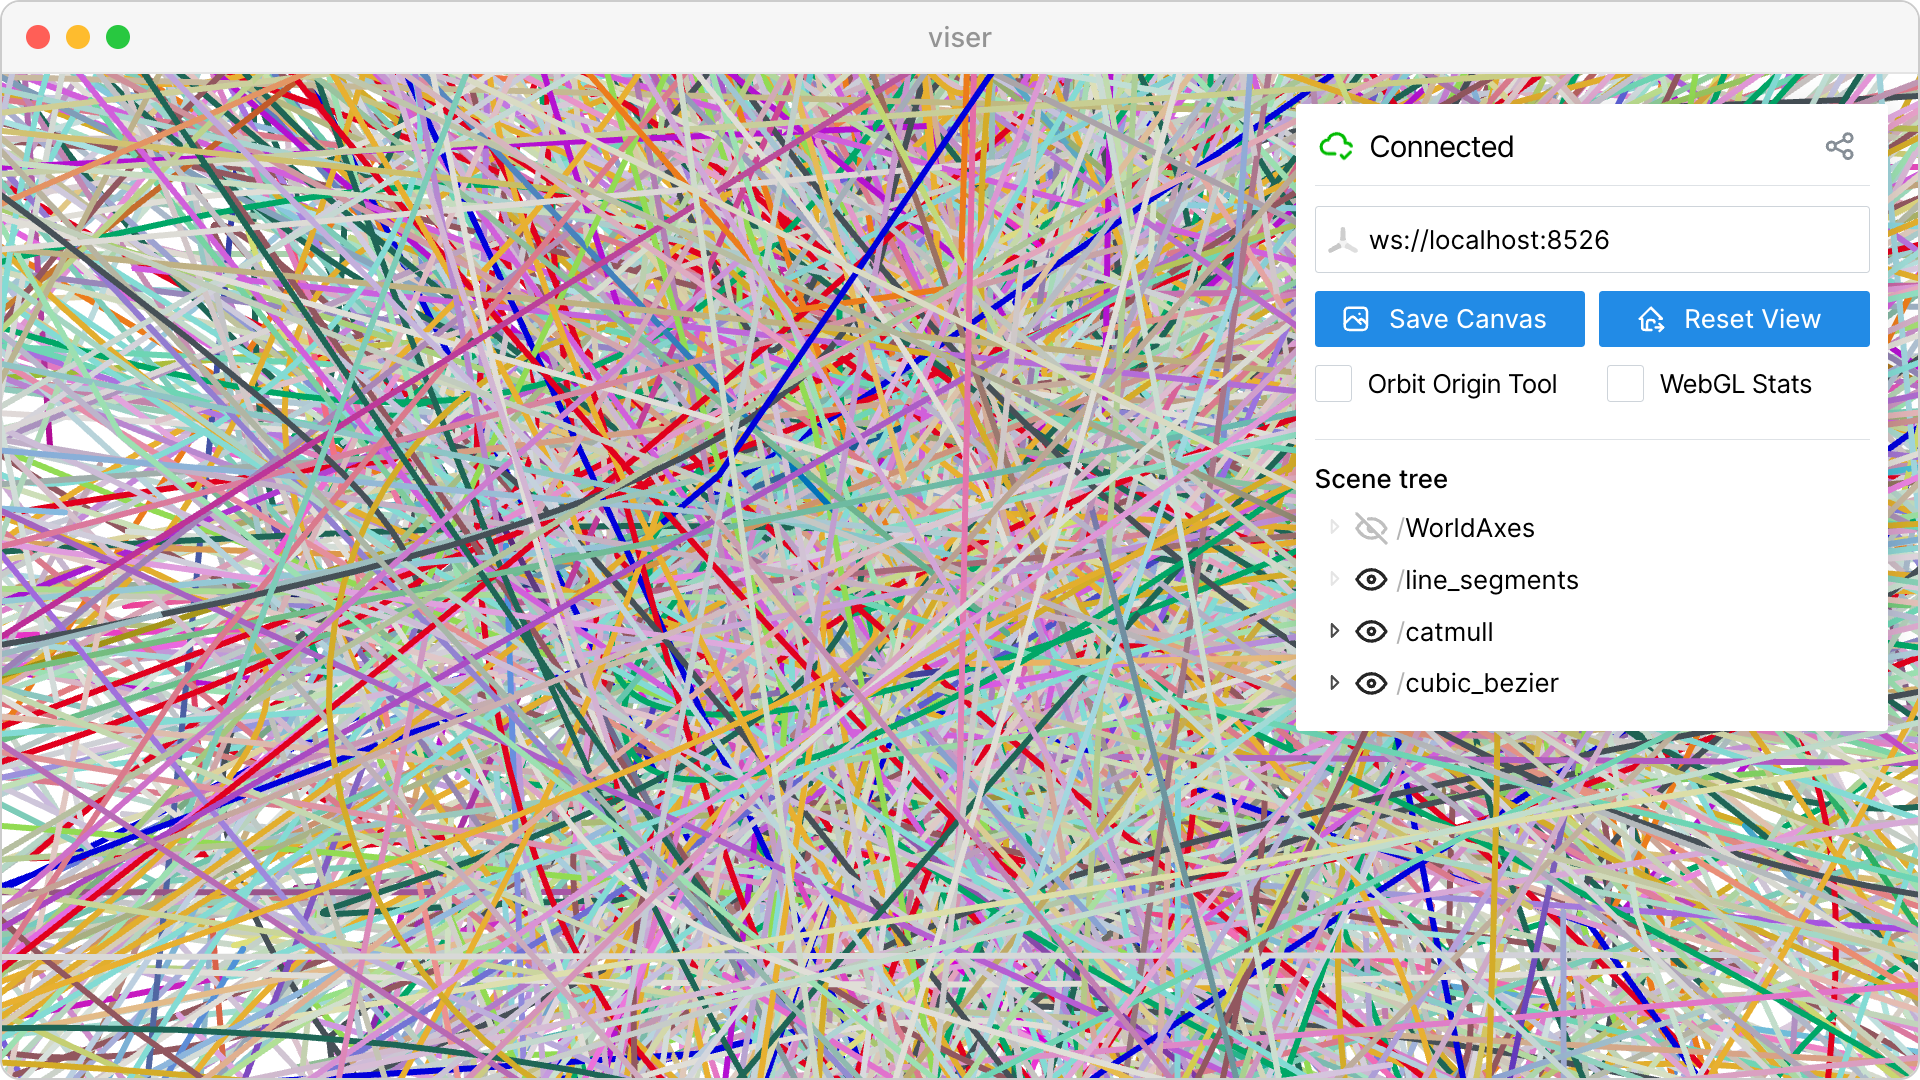 viser
Connected
ws://localhost:8526
Save Canvas
Reset View
Orbit Origin Tool
WebGL Stats
Scene tree
/WorldAxes
/line_segments
/catmull
/cubic_bezier